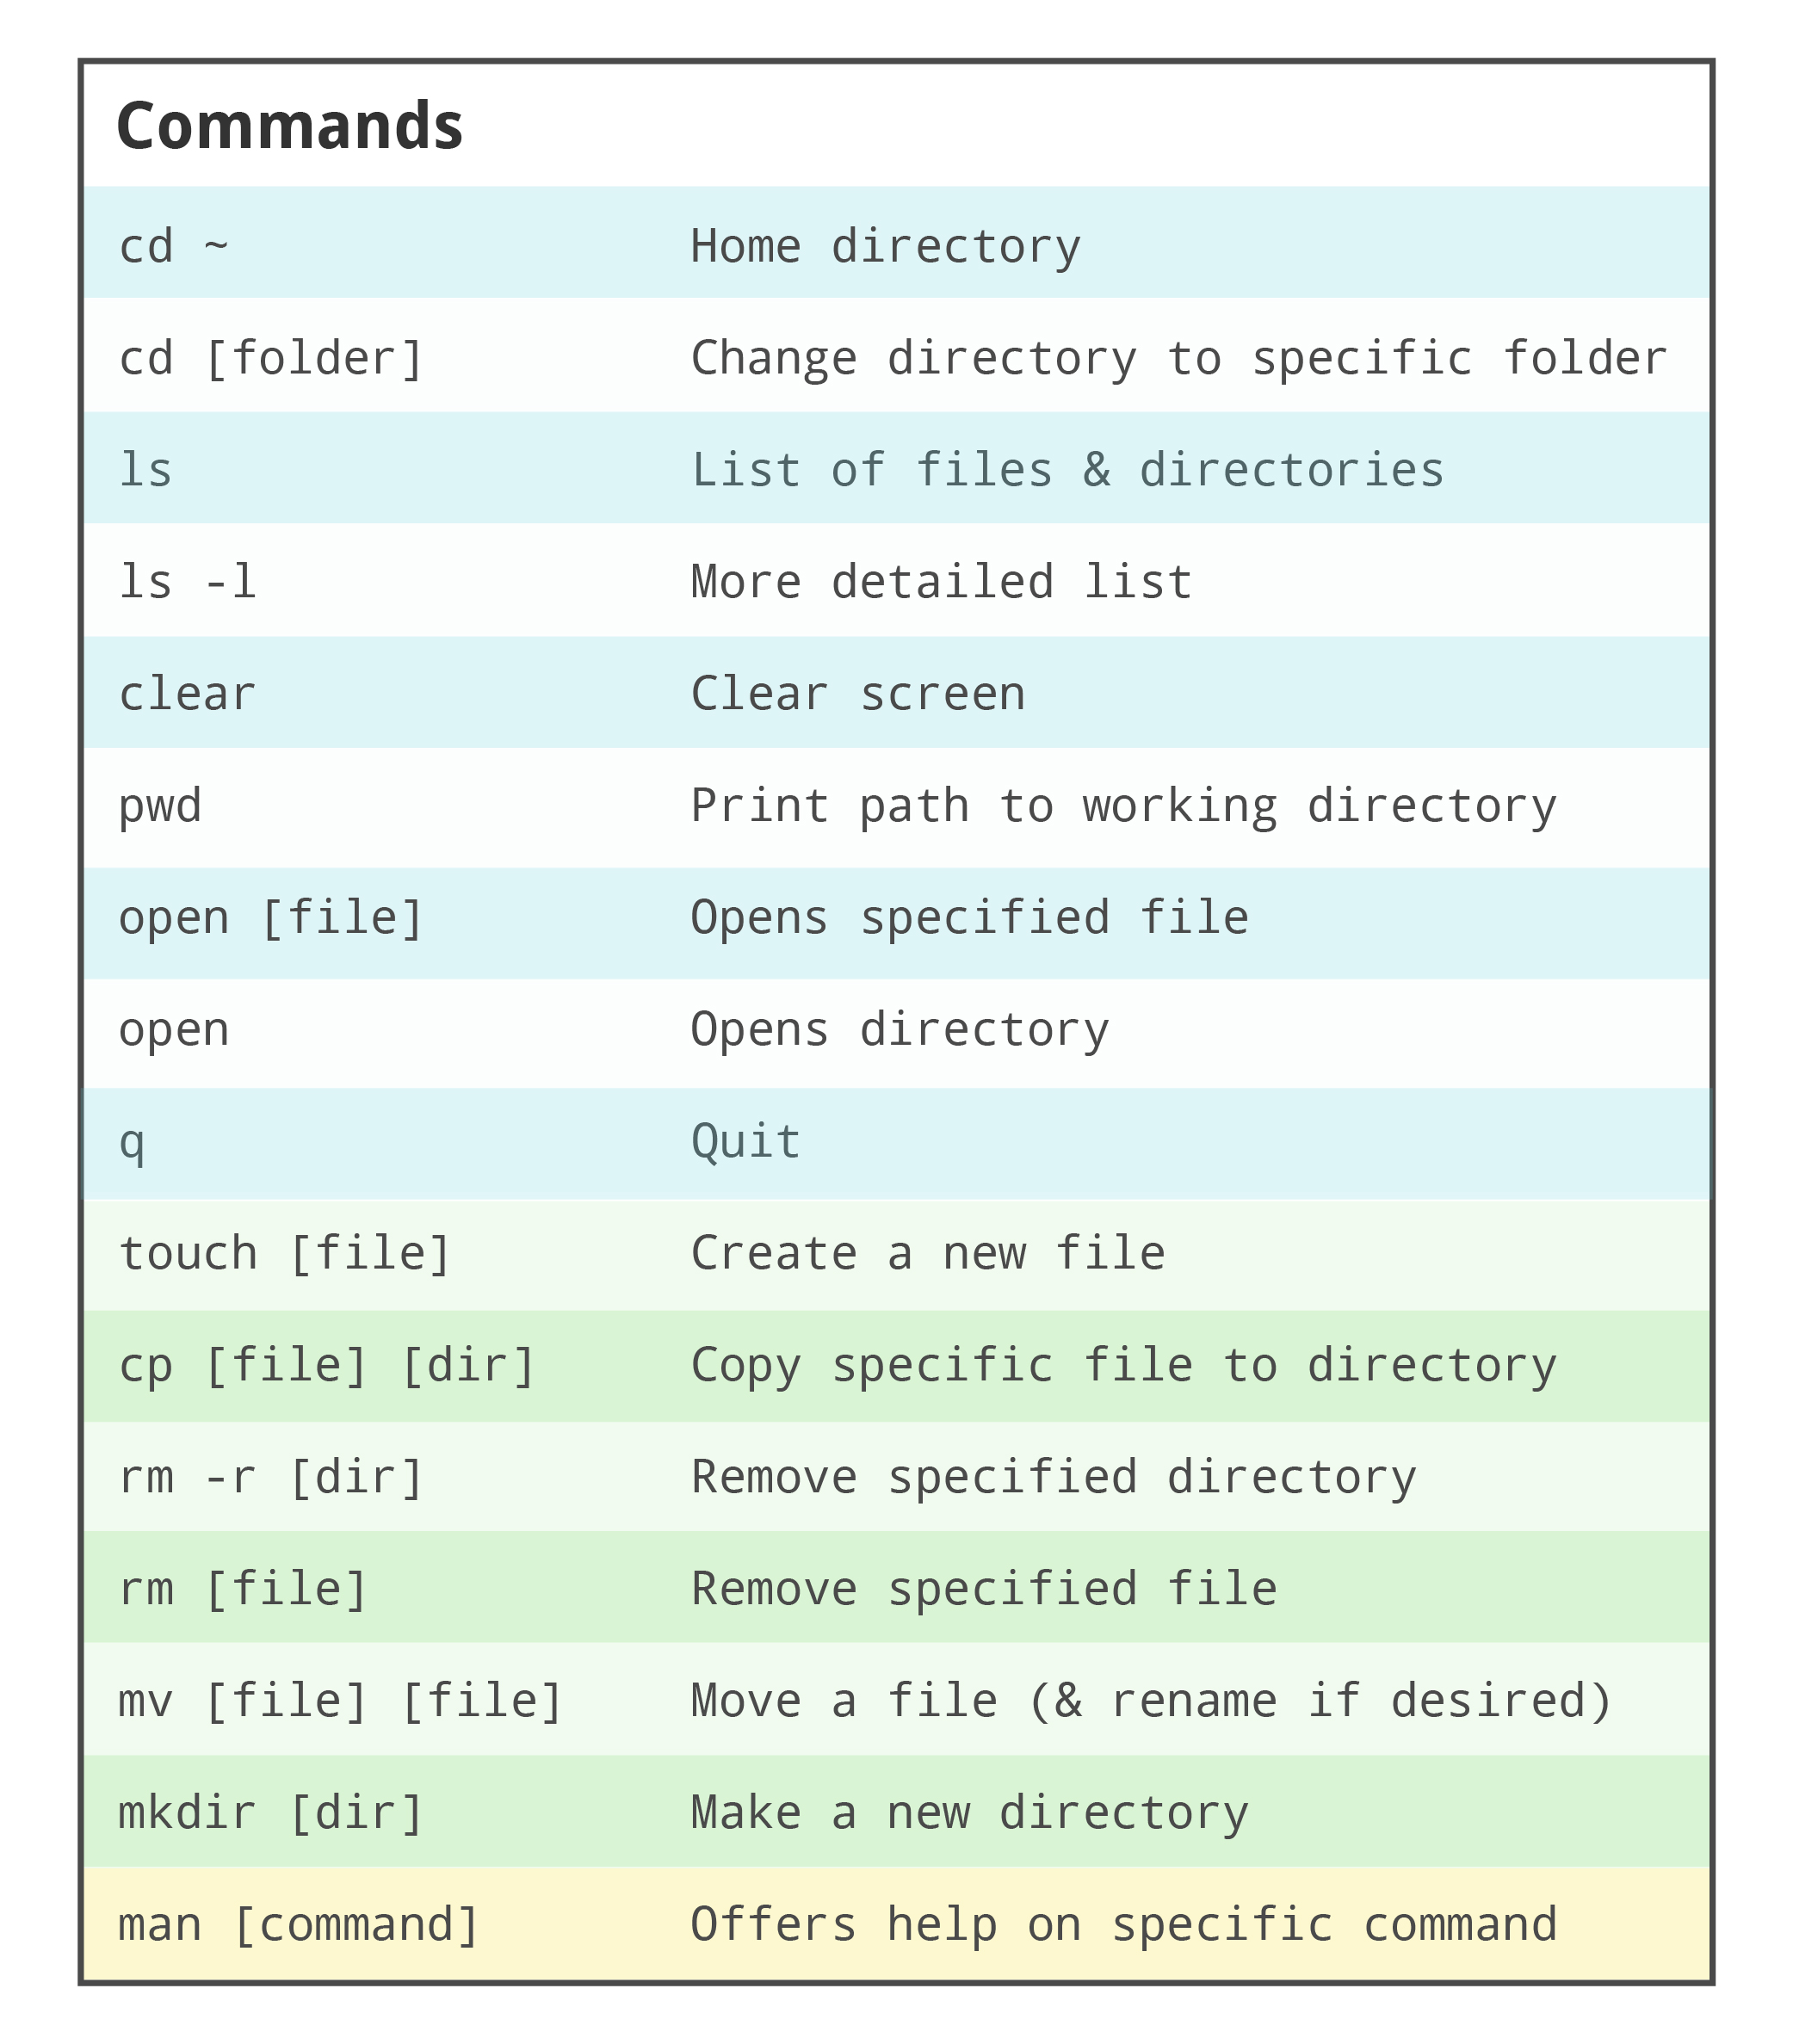 Commands
cd ~ Home directory
cd [folder] Change directory to specific folder
ls List of files & directories
ls -l More detailed list
clear Clear screen
pwd Print path to working directory
open [file] Opens specified file
open Opens directory
q Quit
touch [file] Create a new file
cp [file] [dir] Copy specific file to directory
rm -r [dir] Remove specified directory
rm [file] Remove specified file
mv [file] [file] Move a file (& rename if desired)
mkdir [dir] Make a new directory
man [command] Offers help on specific command